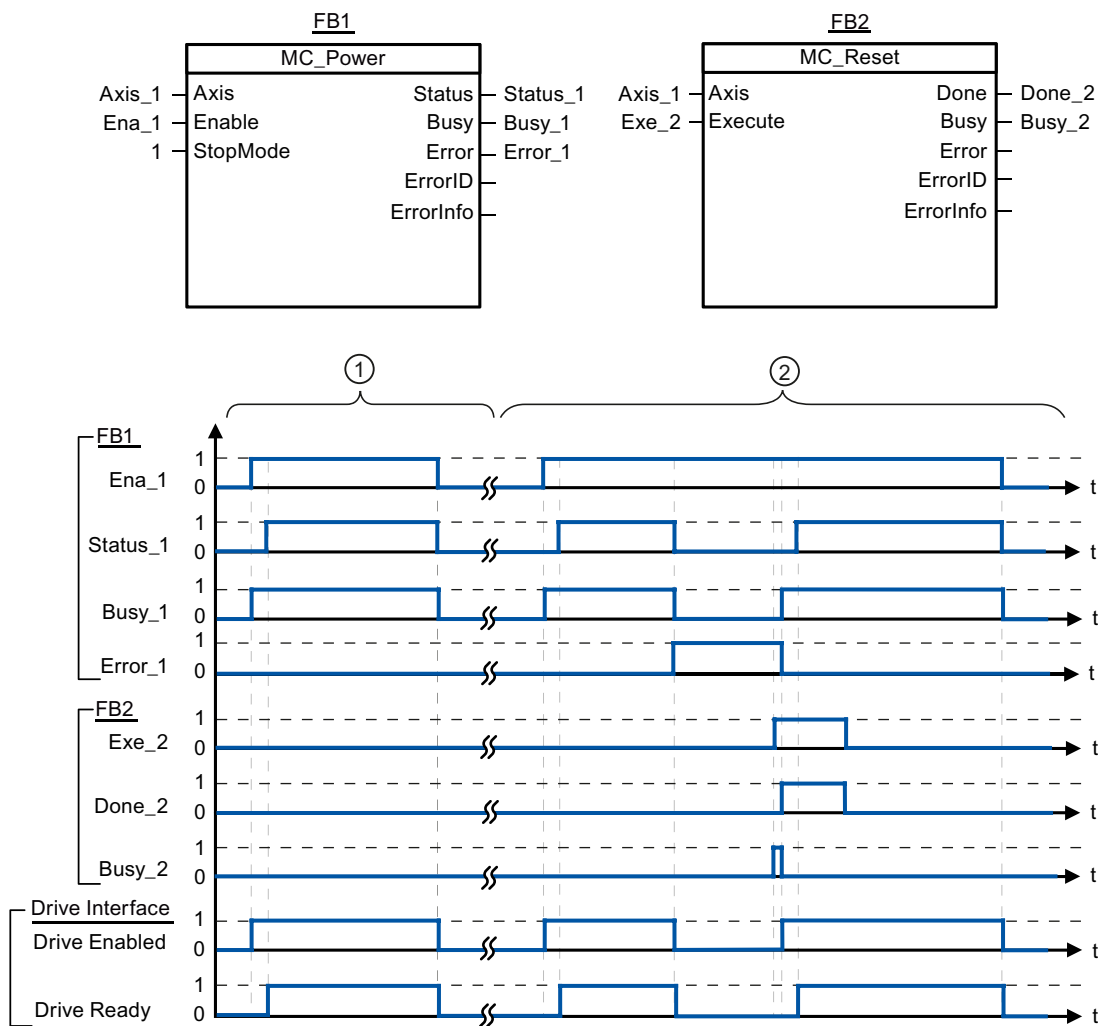 FB1
MC_Power
Axis_1 Axis Status Status_1
Ena_1 Enable Busy Busy_1
1 StopMode Error Error_1
ErrorID
ErrorInfo
FB2
MC_Reset
Axis_1 Axis Done Done_2
Exe_2 Execute Busy Busy_2
Error
ErrorID
ErrorInfo
1 2
FB1
1
Ena_1 0 t
1
Status_1 0 t
1
Busy_1 0 t
1
Error_1 0 t
FB2
1
Exe_2 0 t
1
Done_2 0 t
1
Busy_2 0 t
Drive Interface
1
Drive Enabled 0 t
1
Drive Ready 0 t